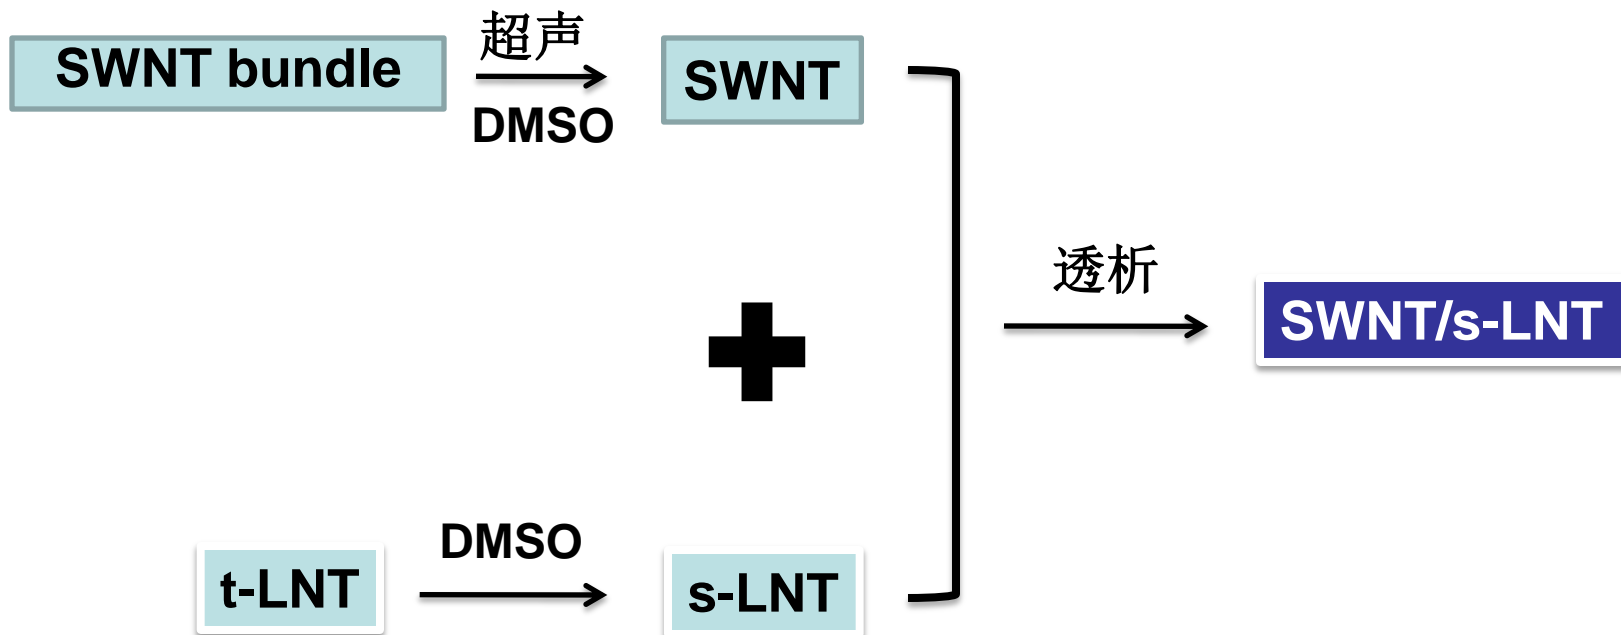 SWNT bundle
超声
DMSO
SWNT
透析
SWNT/s-LNT
t-LNT
DMSO
s-LNT